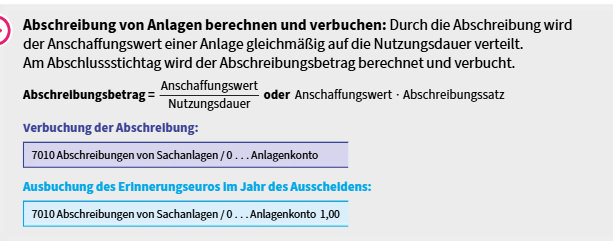 Abschreibung von Anlagen berechnen und verbuchen: Durch die Abschreibung wird
der Anschaffungswert einer Anlage gleichmäßig auf die Nutzungsdauer verteilt.
Am Abschlussstichtag wird der Abschreibungsbetrag berechnet und verbucht.
Abschreibungsbetrag = Anschaffungswert / Nutzungsdauer oder Anschaffungswert · Abschreibungssatz
Verbuchung der Abschreibung:
7010 Abschreibungen von Sachanlagen / 0 . . . Anlagenkonto
Ausbuchung des Erinnerungseuros im Jahr des Ausscheidens:
7010 Abschreibungen von Sachanlagen / 0 . . . Anlagenkonto 1,00